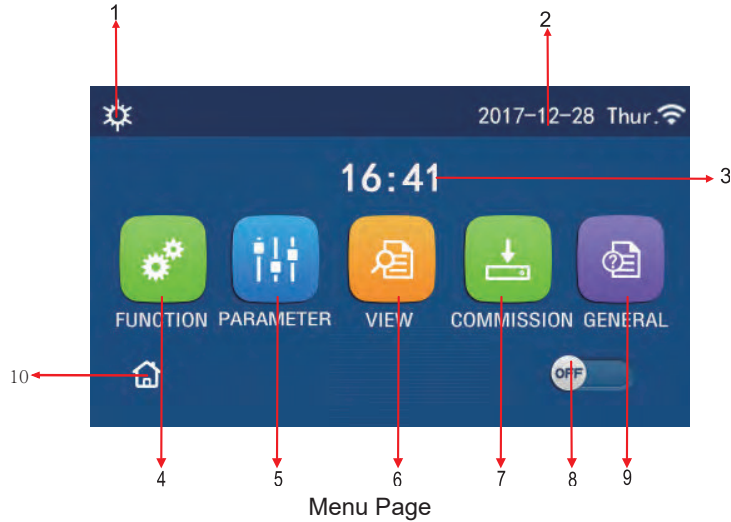 1
2
2017-12-28 Thur.
16:41
3
FUNCTION PARAMETER VIEW COMMISSION GENERAL
10
OFF
4 5 6 7 8 9
Menu Page